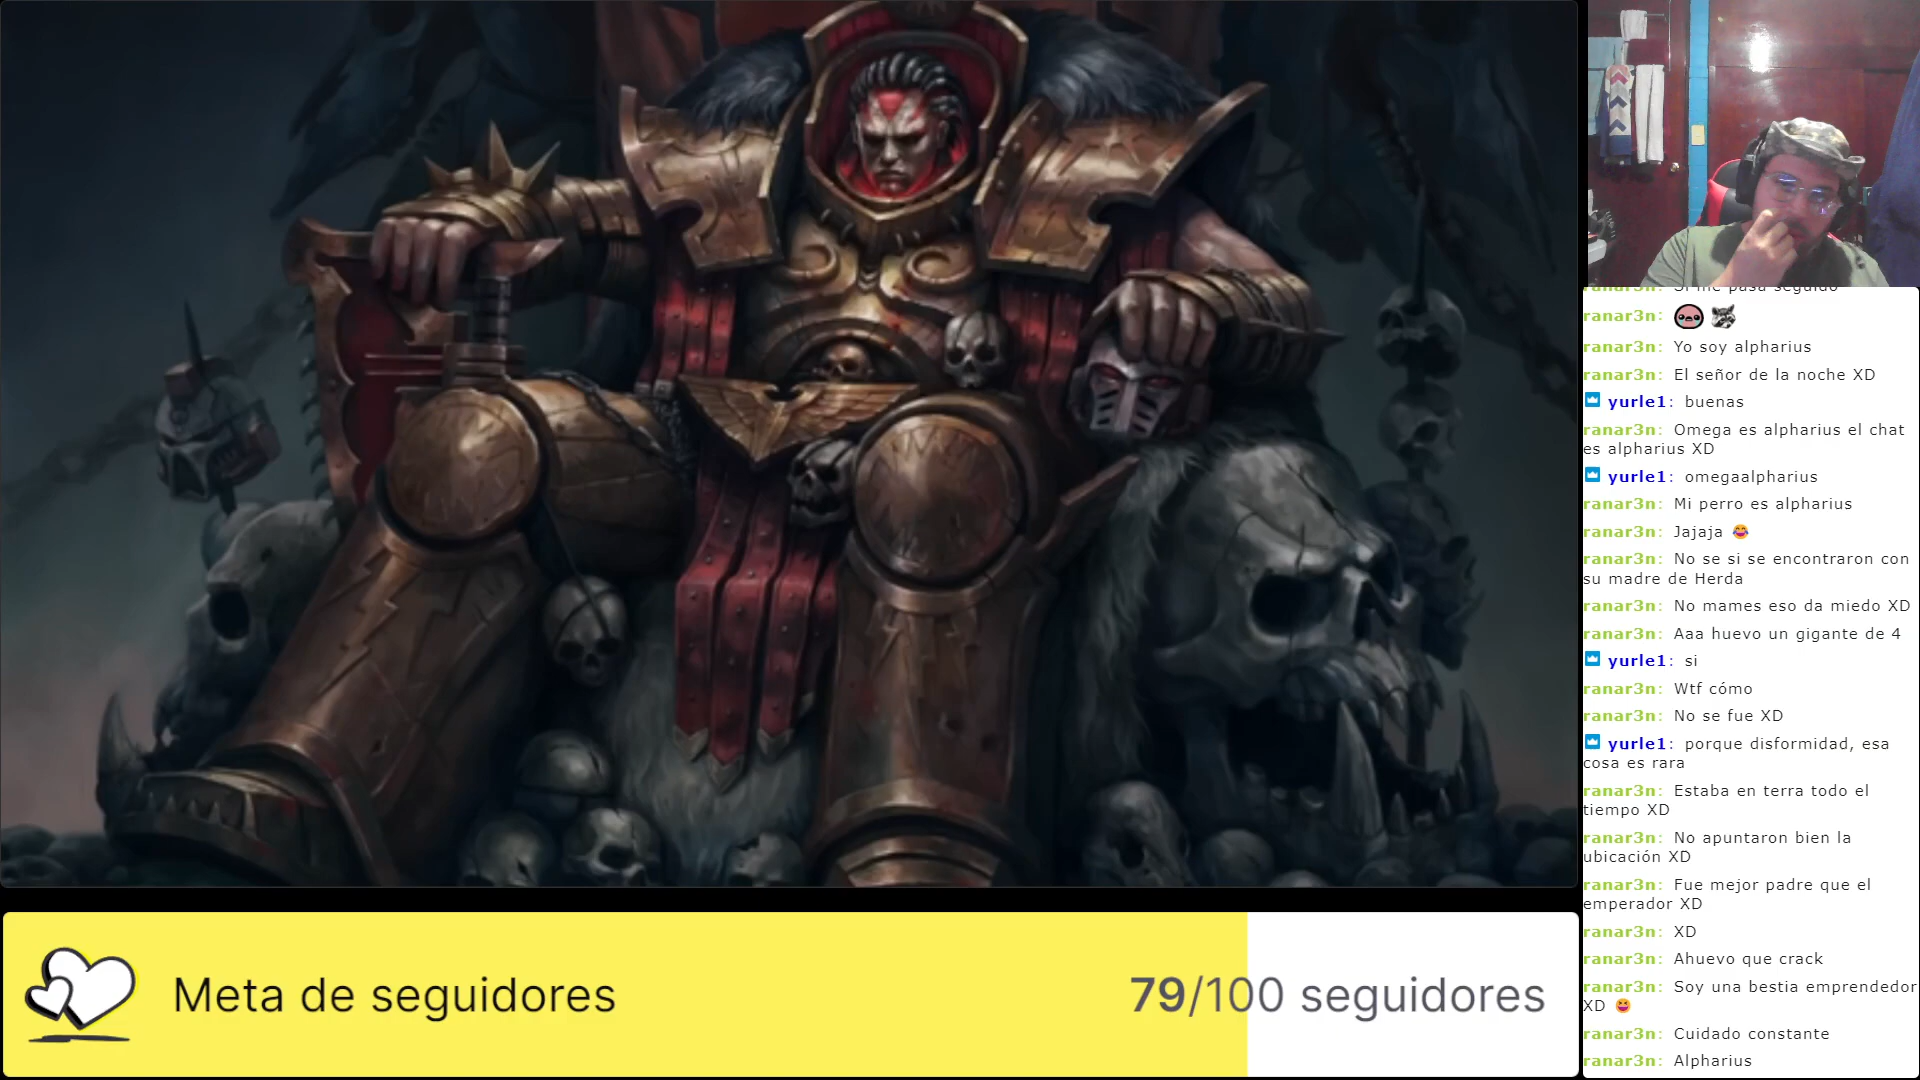 ranar3n: Si me pasa seguido
ranar3n:
ranar3n: Yo soy alpharius
ranar3n: El señor de la noche XD
yurle1: buenas
ranar3n: Omega es alpharius el chat
es alpharius XD
yurle1: omegaalpharius
ranar3n: Mi perro es alpharius
ranar3n: Jajaja 😂
ranar3n: No se si se encontraron con
su madre de Herda
ranar3n: No mames eso da miedo XD
ranar3n: Aaa huevo un gigante de 4
yurle1: si
ranar3n: Wtf cómo
ranar3n: No se fue XD
yurle1: porque disformidad, esa
cosa es rara
ranar3n: Estaba en terra todo el
tiempo XD
ranar3n: No apuntaron bien la
ubicación XD
ranar3n: Fue mejor padre que el
emperador XD
ranar3n: XD
ranar3n: Ahuevo que crack
ranar3n: Soy una bestia emprendedor
XD 😆
ranar3n: Cuidado constante
ranar3n: Alpharius
Meta de seguidores
79/100 seguidores